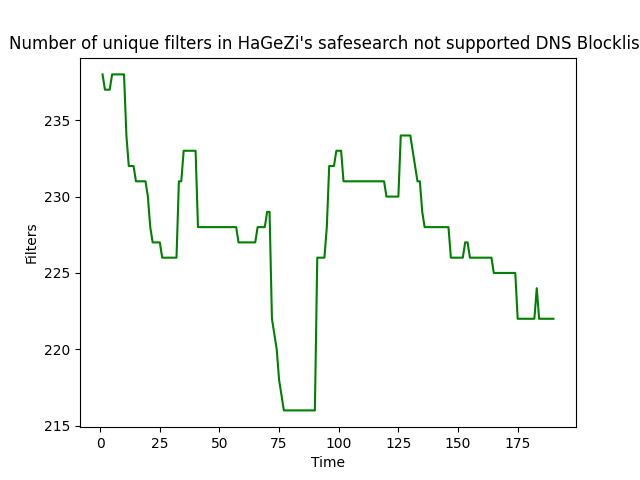 Number of unique filters in HaGeZi's safesearch not supported DNS Blocklis
235
230
225
220
215
Filters
0 25 50 75 100 125 150 175
Time